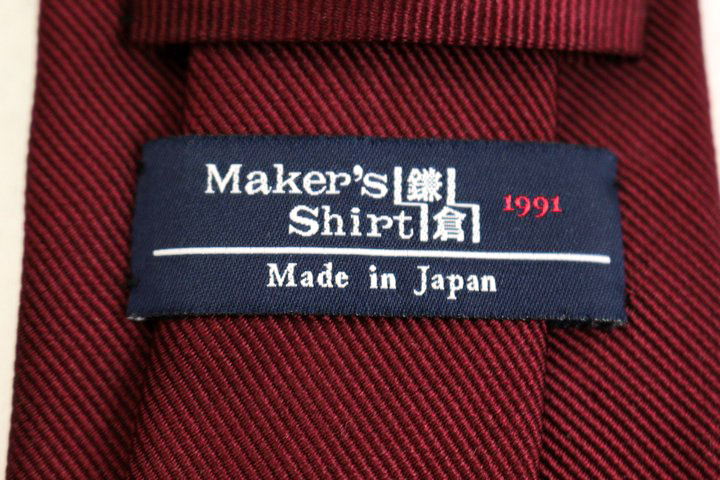 Maker's 鎌
Shirt 倉
1991
Made in Japan